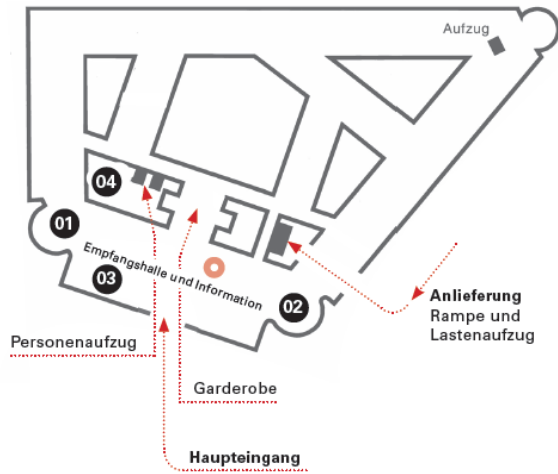 Aufzug
04
01
Empfangshalle und Information
03
02
Anlieferung
Rampe und
Lastenaufzug
Personenaufzug
Garderobe
Haupteingang